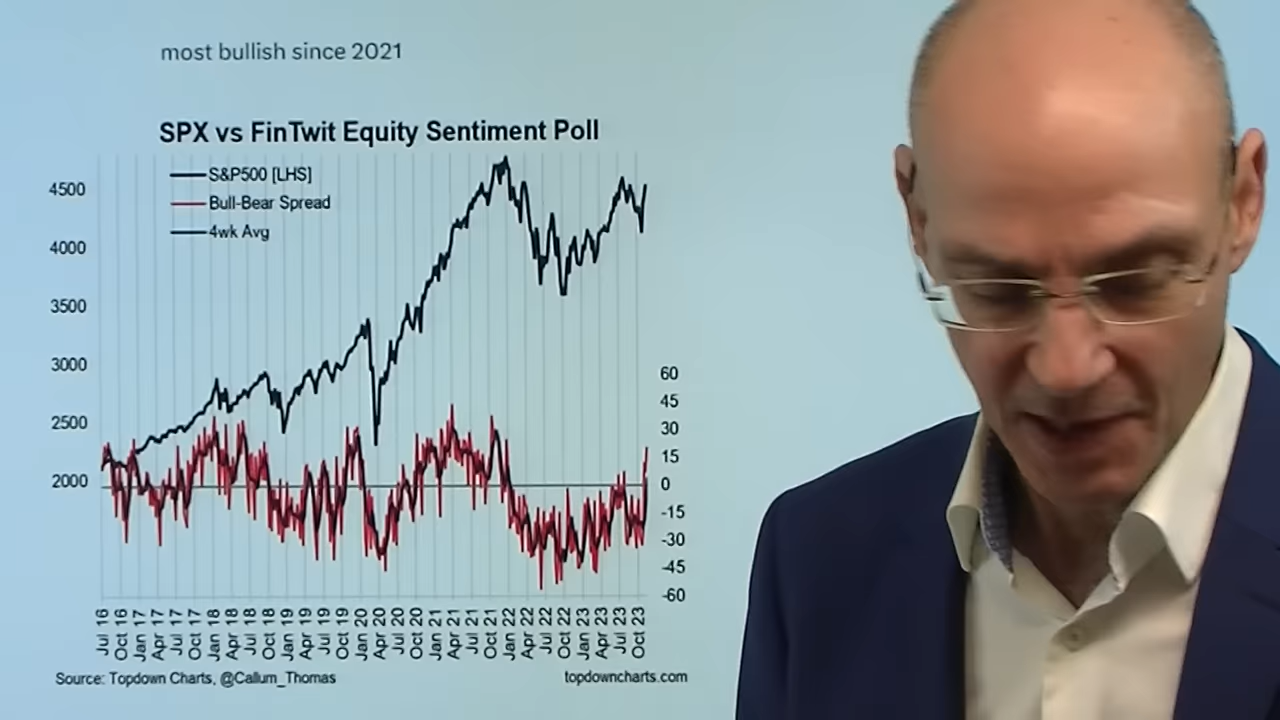 most bullish since 2021
SPX vs FinTwit Equity Sentiment Poll
S&P500 [LHS]
Bull-Bear Spread
4wk Avg
4500
4000
3500
3000
2500
2000
60
45
30
15
0
-15
-30
-45
-60
Jul 16
Oct 16
Jan 17
Apr 17
Jul 17
Oct 17
Jan 18
Apr 18
Jul 18
Oct 18
Jan 19
Apr 19
Jul 19
Oct 19
Jan 20
Apr 20
Jul 20
Oct 20
Jan 21
Apr 21
Jul 21
Oct 21
Jan 22
Apr 22
Jul 22
Oct 22
Jan 23
Apr 23
Jul 23
Oct 23
Source: Topdown Charts, @Callum_Thomas
topdowncharts.com